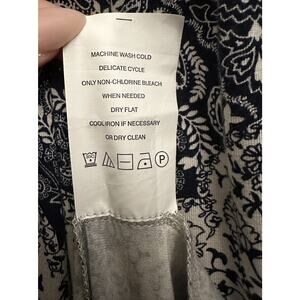 MACHINE WASH COLD
DELICATE CYCLE
ONLY NON-CHLORINE BLEACH
WHEN NEEDED
DRY FLAT
COOL IRON IF NECESSARY
OR DRY CLEAN